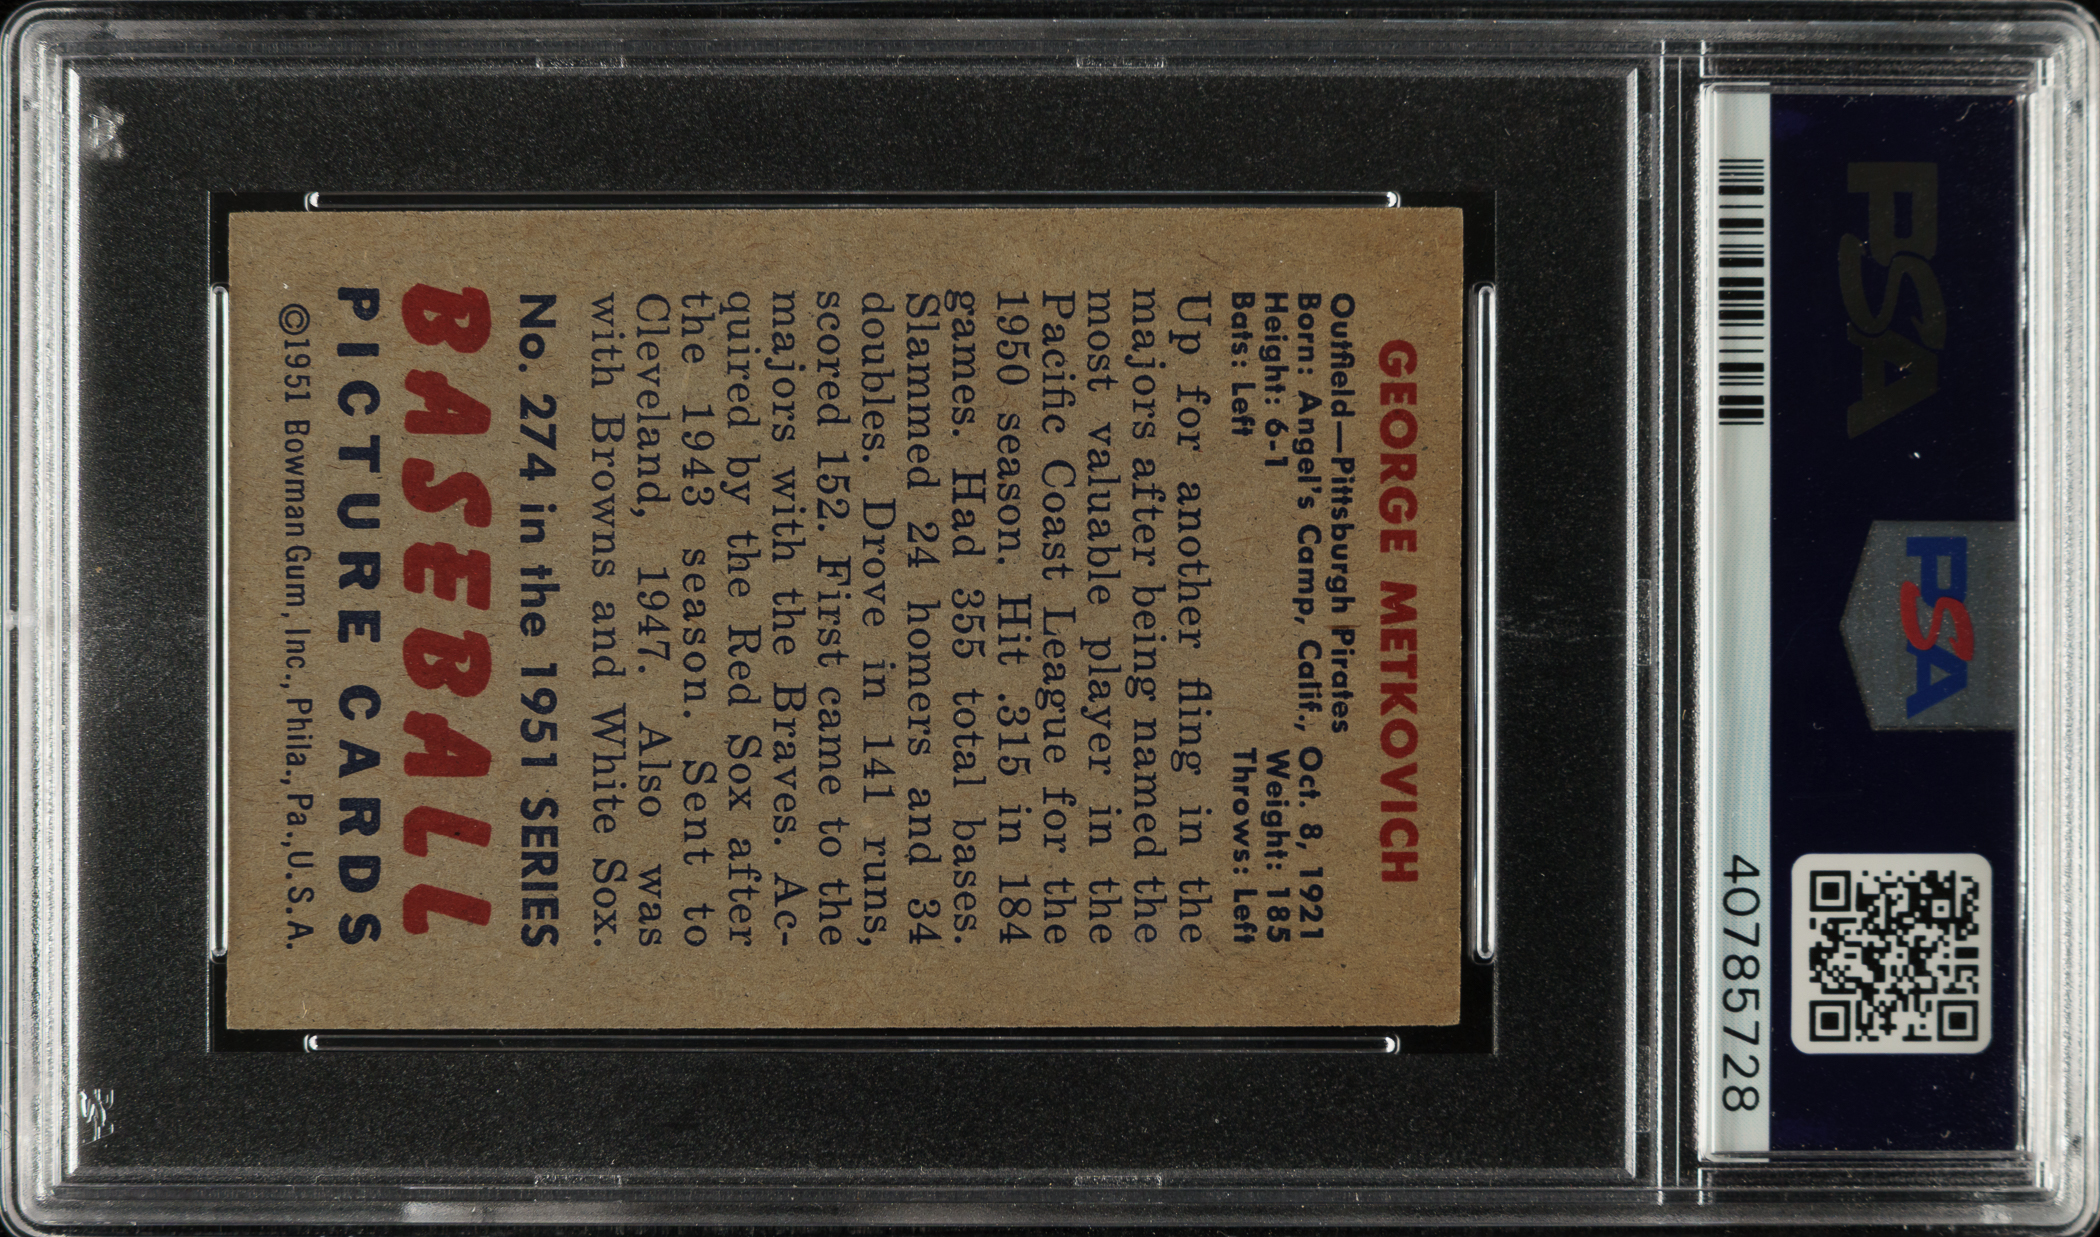 PSA
PSA
40785728
GEORGE METKOVICH
Outfield—Pittsburgh Pirates
Born: Angel's Camp, Calif., Oct. 8, 1921
Height: 6-1 Weight: 185
Bats: Left Throws: Left
Up for another fling in the
majors after being named the
most valuable player in the
Pacific Coast League for the
1950 season. Hit .315 in 184
games. Had 355 total bases.
Slammed 24 homers and 34
doubles. Drove in 141 runs,
scored 152. First came to the
majors with the Braves. Ac-
quired by the Red Sox after
the 1943 season. Sent to
Cleveland, 1947. Also was
with Browns and White Sox.
No. 274 in the 1951 SERIES
BASEBALL
PICTURE CARDS
©1951 Bowman Gum, Inc., Phila., Pa., U.S.A.